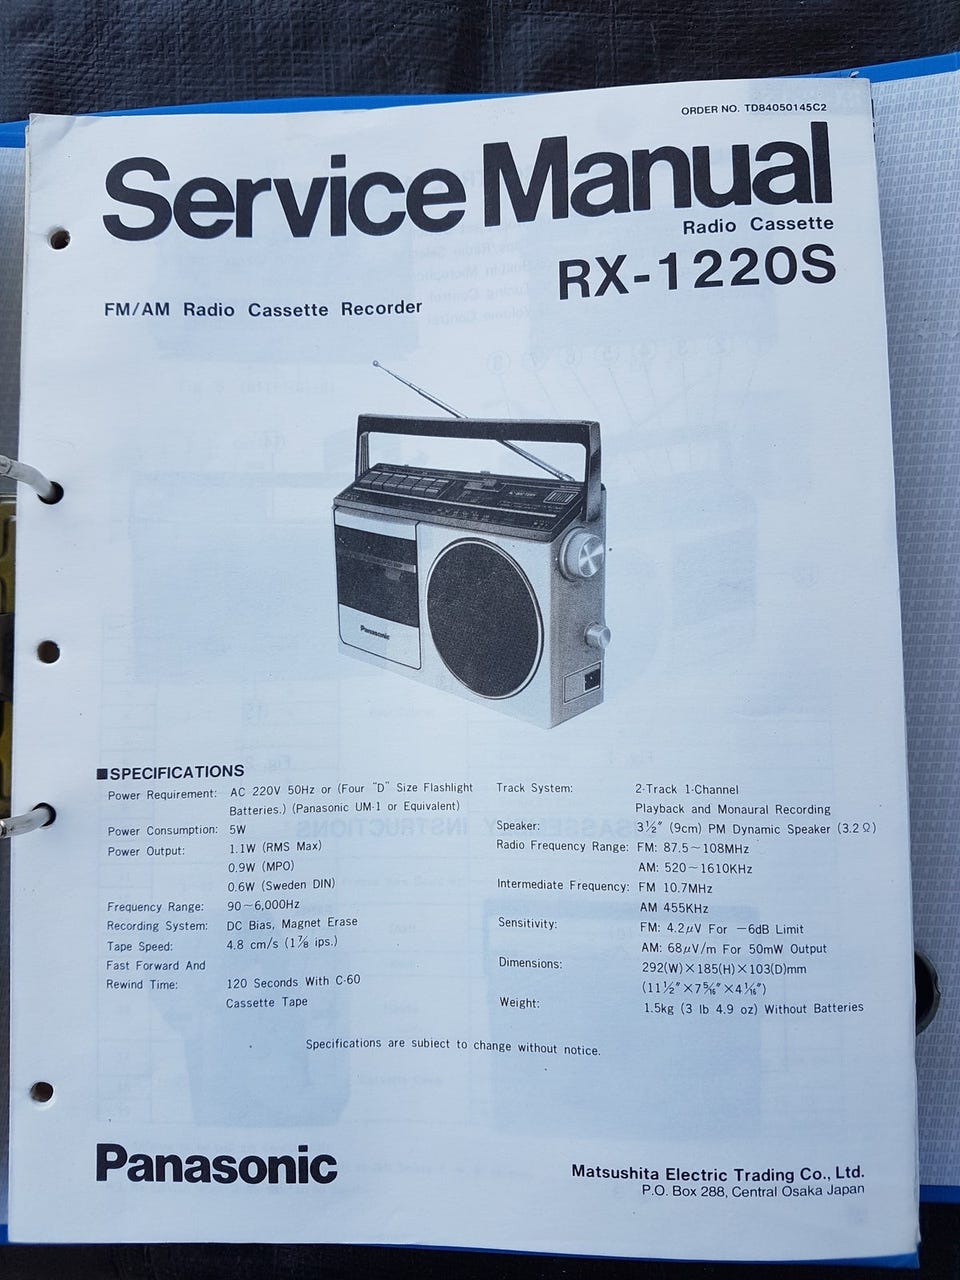 ORDER NO. TD84050145C2
Service Manual
Radio Cassette
RX-1220S
FM/AM Radio Cassette Recorder
Panasonic
■SPECIFICATIONS
Power Requirement: AC 220V 50Hz or (Four "D" Size Flashlight
Batteries.) (Panasonic UM-1 or Equivalent)
Power Consumption: 5W
Power Output: 1.1W (RMS Max)
0.9W (MPO)
0.6W (Sweden DIN)
Frequency Range: 90~6,000Hz
Recording System: DC Bias, Magnet Erase
Tape Speed: 4.8 cm/s (1⅞ ips.)
Fast Forward And
Rewind Time: 120 Seconds With C-60
Cassette Tape
Track System: 2-Track 1-Channel
Playback and Monaural Recording
Speaker: 3½" (9cm) PM Dynamic Speaker (3.2Ω)
Radio Frequency Range: FM: 87.5~108MHz
AM: 520~1610KHz
Intermediate Frequency: FM 10.7MHz
AM 455KHz
Sensitivity: FM: 4.2μV For −6dB Limit
AM: 68μV/m For 50mW Output
Dimensions: 292(W)×185(H)×103(D)mm
(11½"×75/16"×41/16")
Weight: 1.5kg (3 lb 4.9 oz) Without Batteries
Specifications are subject to change without notice.
Panasonic
Matsushita Electric Trading Co., Ltd.
P.O. Box 288, Central Osaka Japan